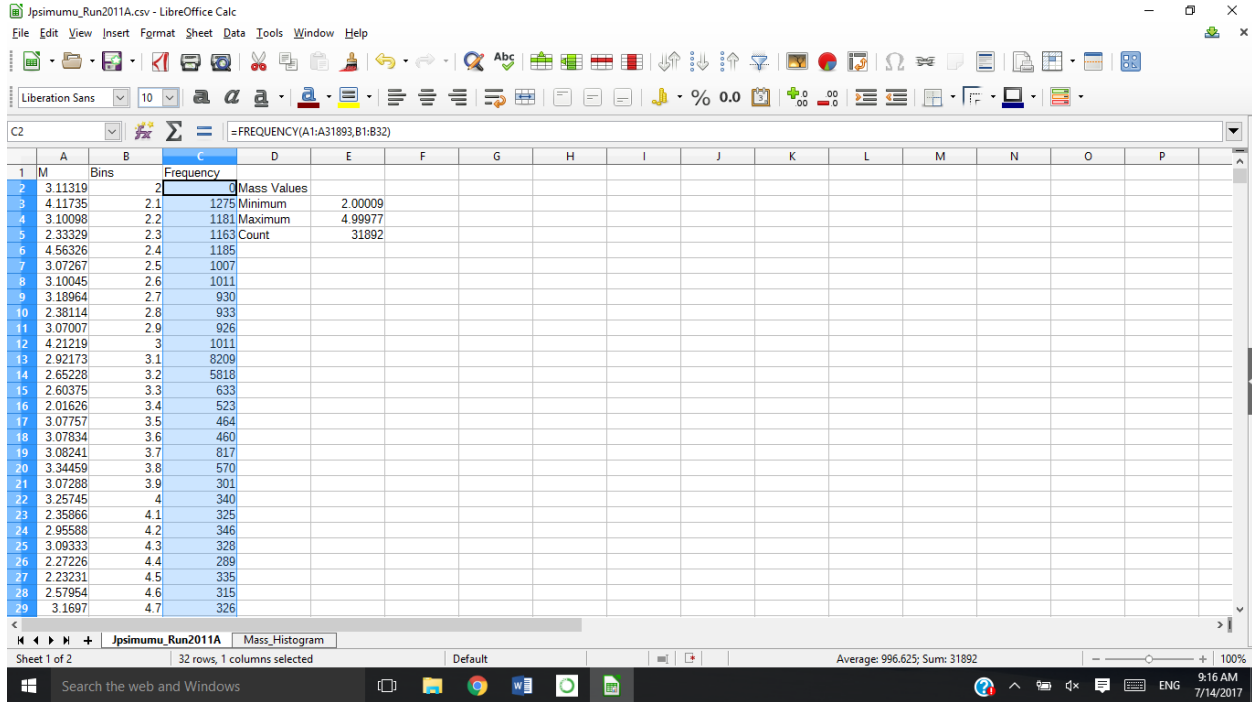 Jpsimumu_Run2011A.csv - LibreOffice Calc
File Edit View Insert Format Sheet Data Tools Window Help
Liberation Sans 10 a a a a % 0.0
C2 =FREQUENCY(A1:A31893,B1:B32)
A B C D E F G H I J K L M N O P
1 M Bins Frequency
2 3.11319 2 0 Mass Values
3 4.11735 2.1 1275 Minimum 2.00009
4 3.10098 2.2 1181 Maximum 4.99977
5 2.33329 2.3 1163 Count 31892
6 4.56326 2.4 1185
7 3.07267 2.5 1007
8 3.10045 2.6 1011
9 3.18964 2.7 930
10 2.38114 2.8 933
11 3.07007 2.9 926
12 4.21219 3 1011
13 2.92173 3.1 8209
14 2.65228 3.2 5818
15 2.60375 3.3 633
16 2.01626 3.4 523
17 3.07757 3.5 464
18 3.07834 3.6 460
19 3.08241 3.7 817
20 3.34459 3.8 570
21 3.07288 3.9 301
22 3.25745 4 340
23 2.35866 4.1 325
24 2.95588 4.2 346
25 3.09333 4.3 328
26 2.27226 4.4 289
27 2.23231 4.5 335
28 2.57954 4.6 315
29 3.1697 4.7 326
Jpsimumu_Run2011A Mass_Histogram
Sheet 1 of 2 32 rows, 1 columns selected Default Average: 996.625; Sum: 31892 100%
Search the web and Windows ENG 9:16 AM
7/14/2017